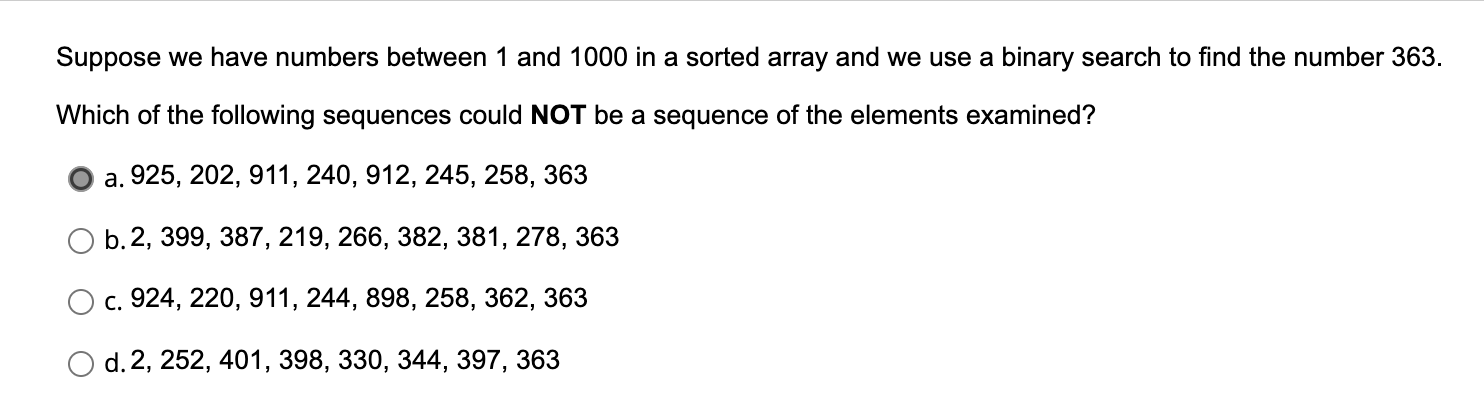 Suppose we have numbers between 1 and 1000 in a sorted array and we use a binary search to find the number 363.
Which of the following sequences could NOT be a sequence of the elements examined?
a. 925, 202, 911, 240, 912, 245, 258, 363
b. 2, 399, 387, 219, 266, 382, 381, 278, 363
c. 924, 220, 911, 244, 898, 258, 362, 363
d. 2, 252, 401, 398, 330, 344, 397, 363